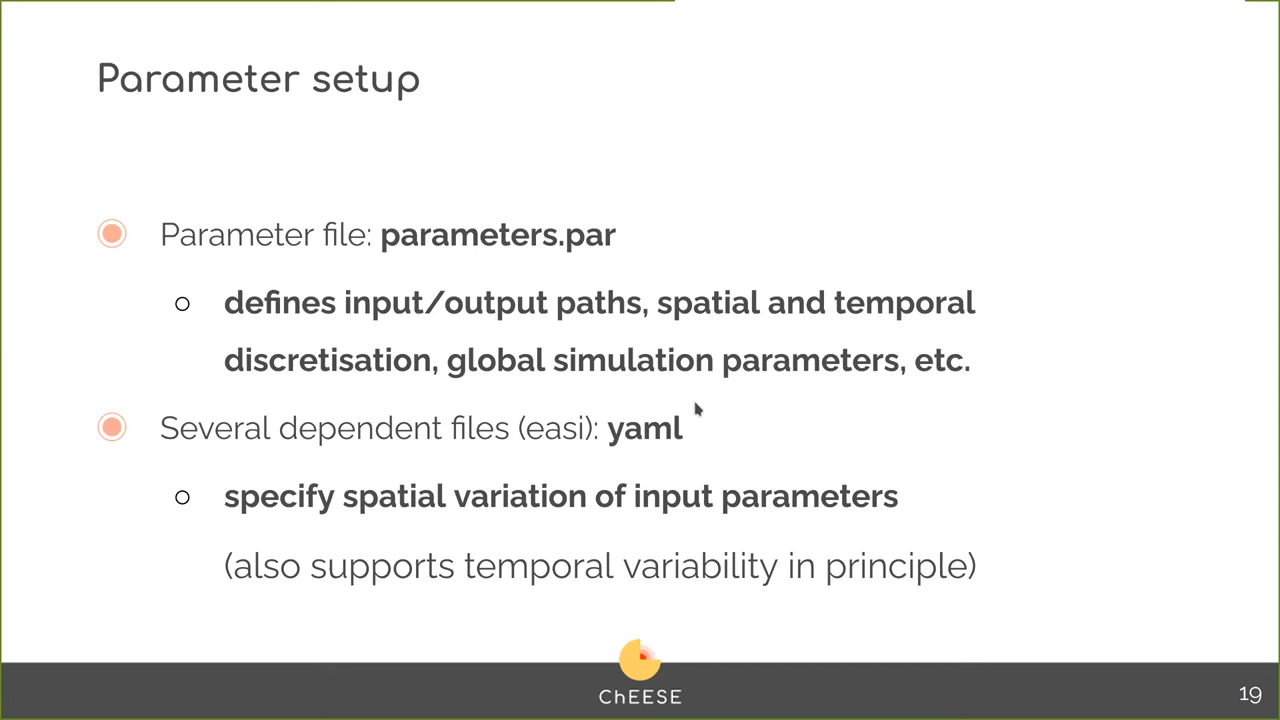 Parameter setup
Parameter file: parameters.par
defines input/output paths, spatial and temporal
discretisation, global simulation parameters, etc.
Several dependent files (easi): yaml
specify spatial variation of input parameters
(also supports temporal variability in principle)
ChEESE
19